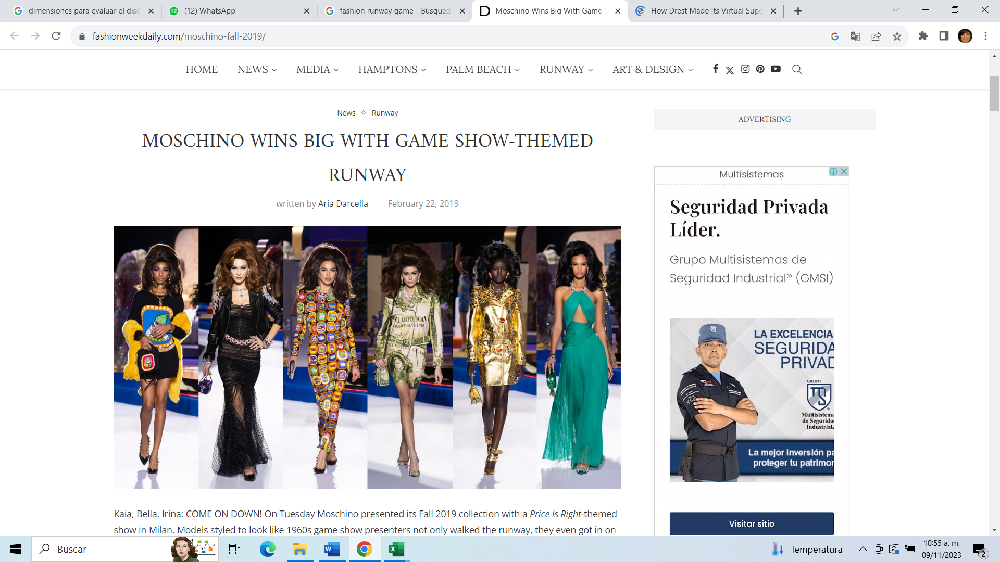 dimensiones para evaluar el dise
(12) WhatsApp
fashion runway game - Búsqued
Moschino Wins Big With Game S
How Drest Made Its Virtual Supe
fashionweekdaily.com/moschino-fall-2019/
HOME NEWS MEDIA HAMPTONS PALM BEACH RUNWAY ART & DESIGN
News Runway
MOSCHINO WINS BIG WITH GAME SHOW-THEMED
RUNWAY
written by Aria Darcella February 22, 2019
Kaia, Bella, Irina: COME ON DOWN! On Tuesday Moschino presented its Fall 2019 collection with a Price Is Right-themed
show in Milan. Models styled to look like 1960s game show presenters not only walked the runway, they even got in on
ADVERTISING
Multisistemas
Seguridad Privada
Líder.
Grupo Multisistemas de
Seguridad Industrial® (GMSI)
LA EXCELENCIA
SEGURIDA
PRIVAD
GRUPO
Multisistema
de Segurida
Industrial.
La mejor inversión pa
proteger tu patrimor
Visitar sitio
1.000.000
Buscar
Temperatura
10:55 a. m.
09/11/2023
2